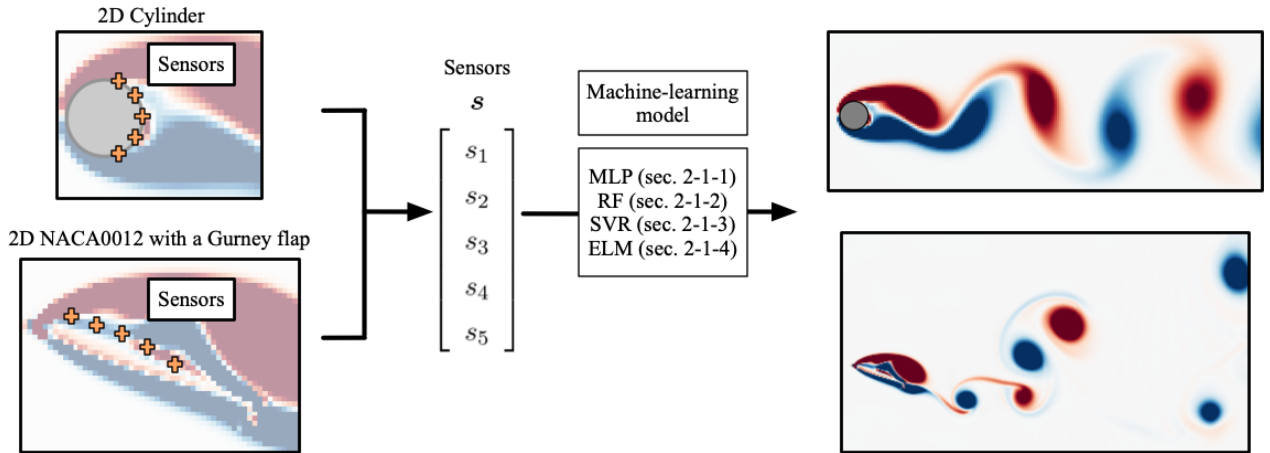 2D Cylinder
Sensors
2D NACA0012 with a Gurney flap
Sensors
Sensors
s
s1
s2
s3
s4
s5
Machine-learning
model
MLP (sec. 2-1-1)
RF (sec. 2-1-2)
SVR (sec. 2-1-3)
ELM (sec. 2-1-4)